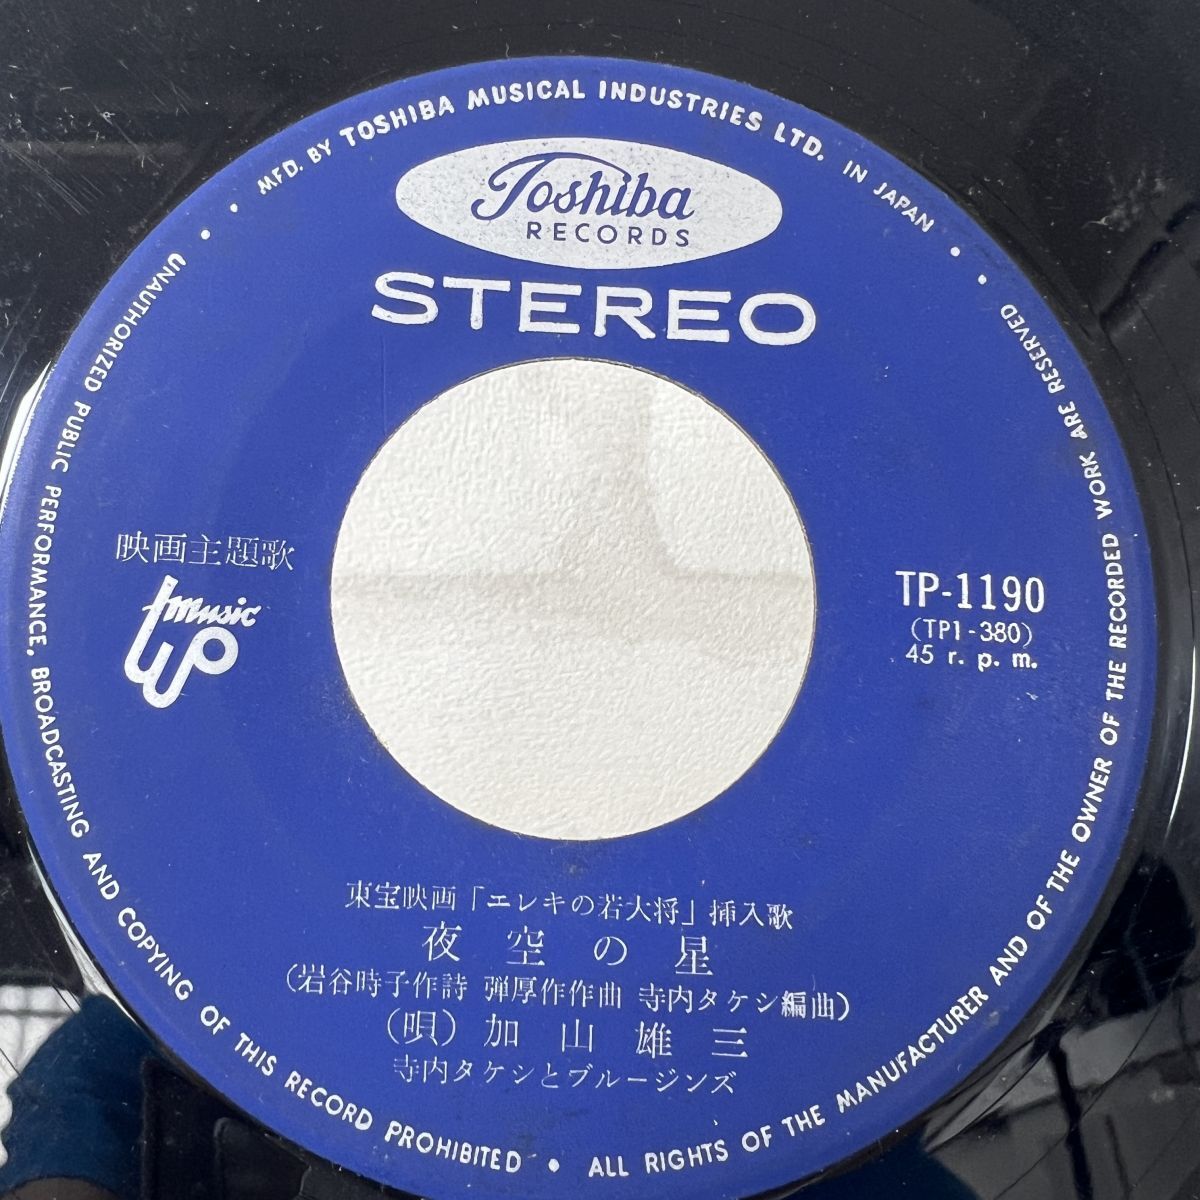 MFD. BY TOSHIBA MUSICAL INDUSTRIES LTD. IN JAPAN
Toshiba
RECORDS
STEREO
映画主題歌
music
up
TP-1190
(TP1-380)
45 r. p. m.
東宝映画「エレキの若大将」挿入歌
夜空の星
(岩谷時子作詩 弾厚作作曲 寺内タケシ編曲)
(唄) 加山雄三
寺内タケシとブルージンズ
UNAUTHORIZED PUBLIC PERFORMANCE, BROADCASTING AND COPYING OF THIS RECORD PROHIBITED • ALL RIGHTS OF THE MANUFACTURER AND OF THE OWNER OF THE RECORDED WORK ARE RESERVED